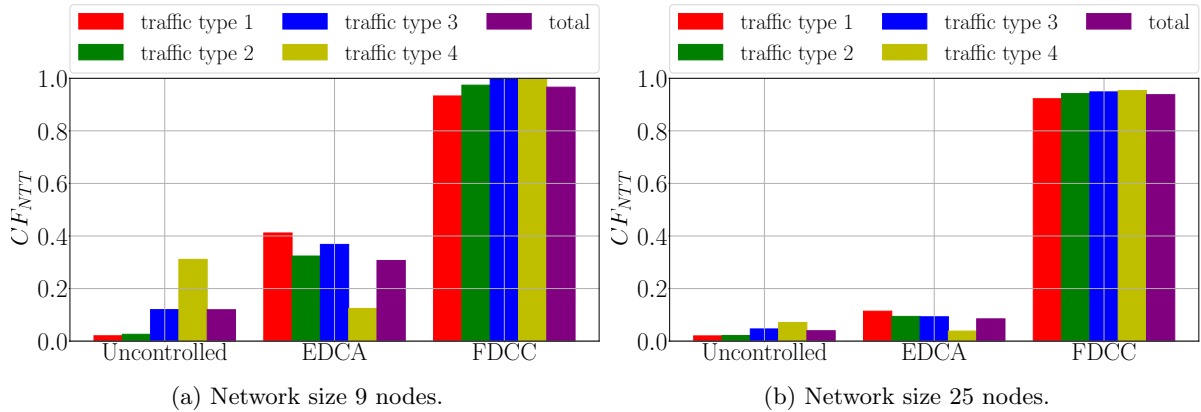 traffic type 1 traffic type 3 total
traffic type 2 traffic type 4
1.0
0.8
0.6
0.4
0.2
0.0
CF_NTT
Uncontrolled EDCA FDCC
(a) Network size 9 nodes.
traffic type 1 traffic type 3 total
traffic type 2 traffic type 4
1.0
0.8
0.6
0.4
0.2
0.0
CF_NTT
Uncontrolled EDCA FDCC
(b) Network size 25 nodes.